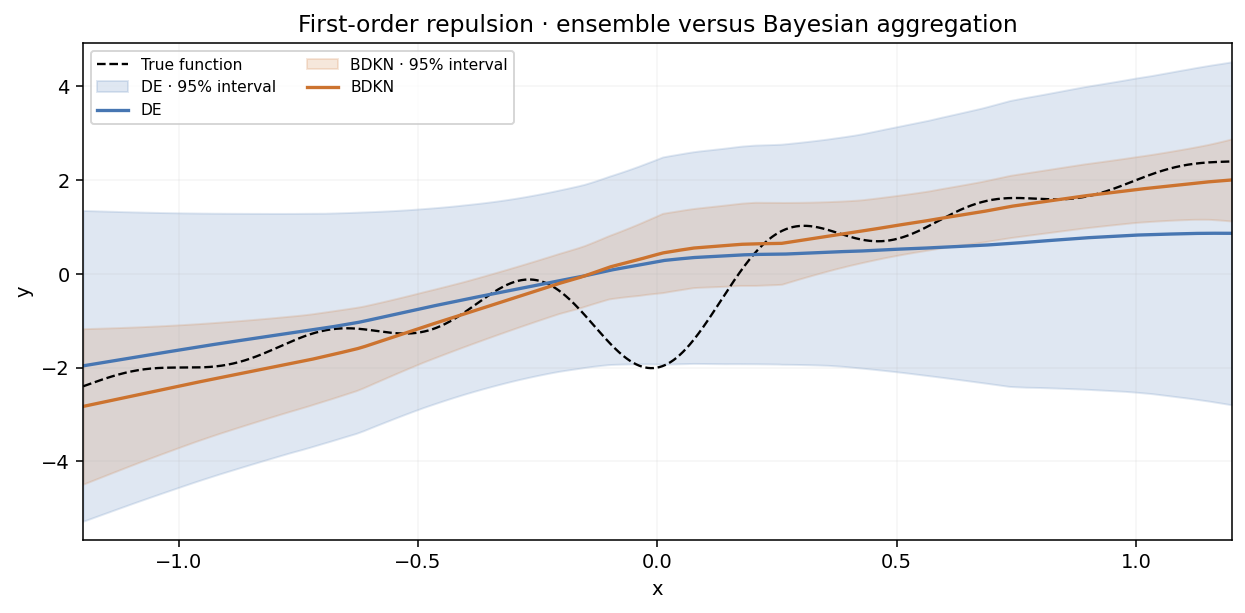 First-order repulsion · ensemble versus Bayesian aggregation
True function
DE · 95% interval
DE
BDKN · 95% interval
BDKN
y
4
2
0
−2
−4
−1.0
−0.5
0.0
0.5
1.0
x